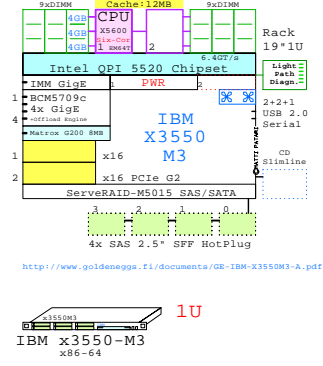 9xDIMM
Cache:12MB
9xDIMM
4GB
4GB
4GB
CPU
X5600
Six-Cor
1 EM64T
2
Rack
19"1U
6.4GT/s
Intel QPI 5520 Chipset
Light
Path
Diagn.
IMM GigE
1
PWR
2
1
BCM5709c
4x GigE
4
+Offload Engine
Matrox G200 8MB
IBM
X3550
M3
2+2+1
USB 2.0
Serial
MATTI PATARI
1
x16
2
x16 PCIe G2
CD
Slimline
ServeRAID-M5015 SAS/SATA
3
2
1
0
4x SAS 2.5" SFF HotPlug
http://www.goldeneggs.fi/documents/GE-IBM-X3550M3-A.pdf
x3550M3
1U
IBM x3550-M3
x86-64